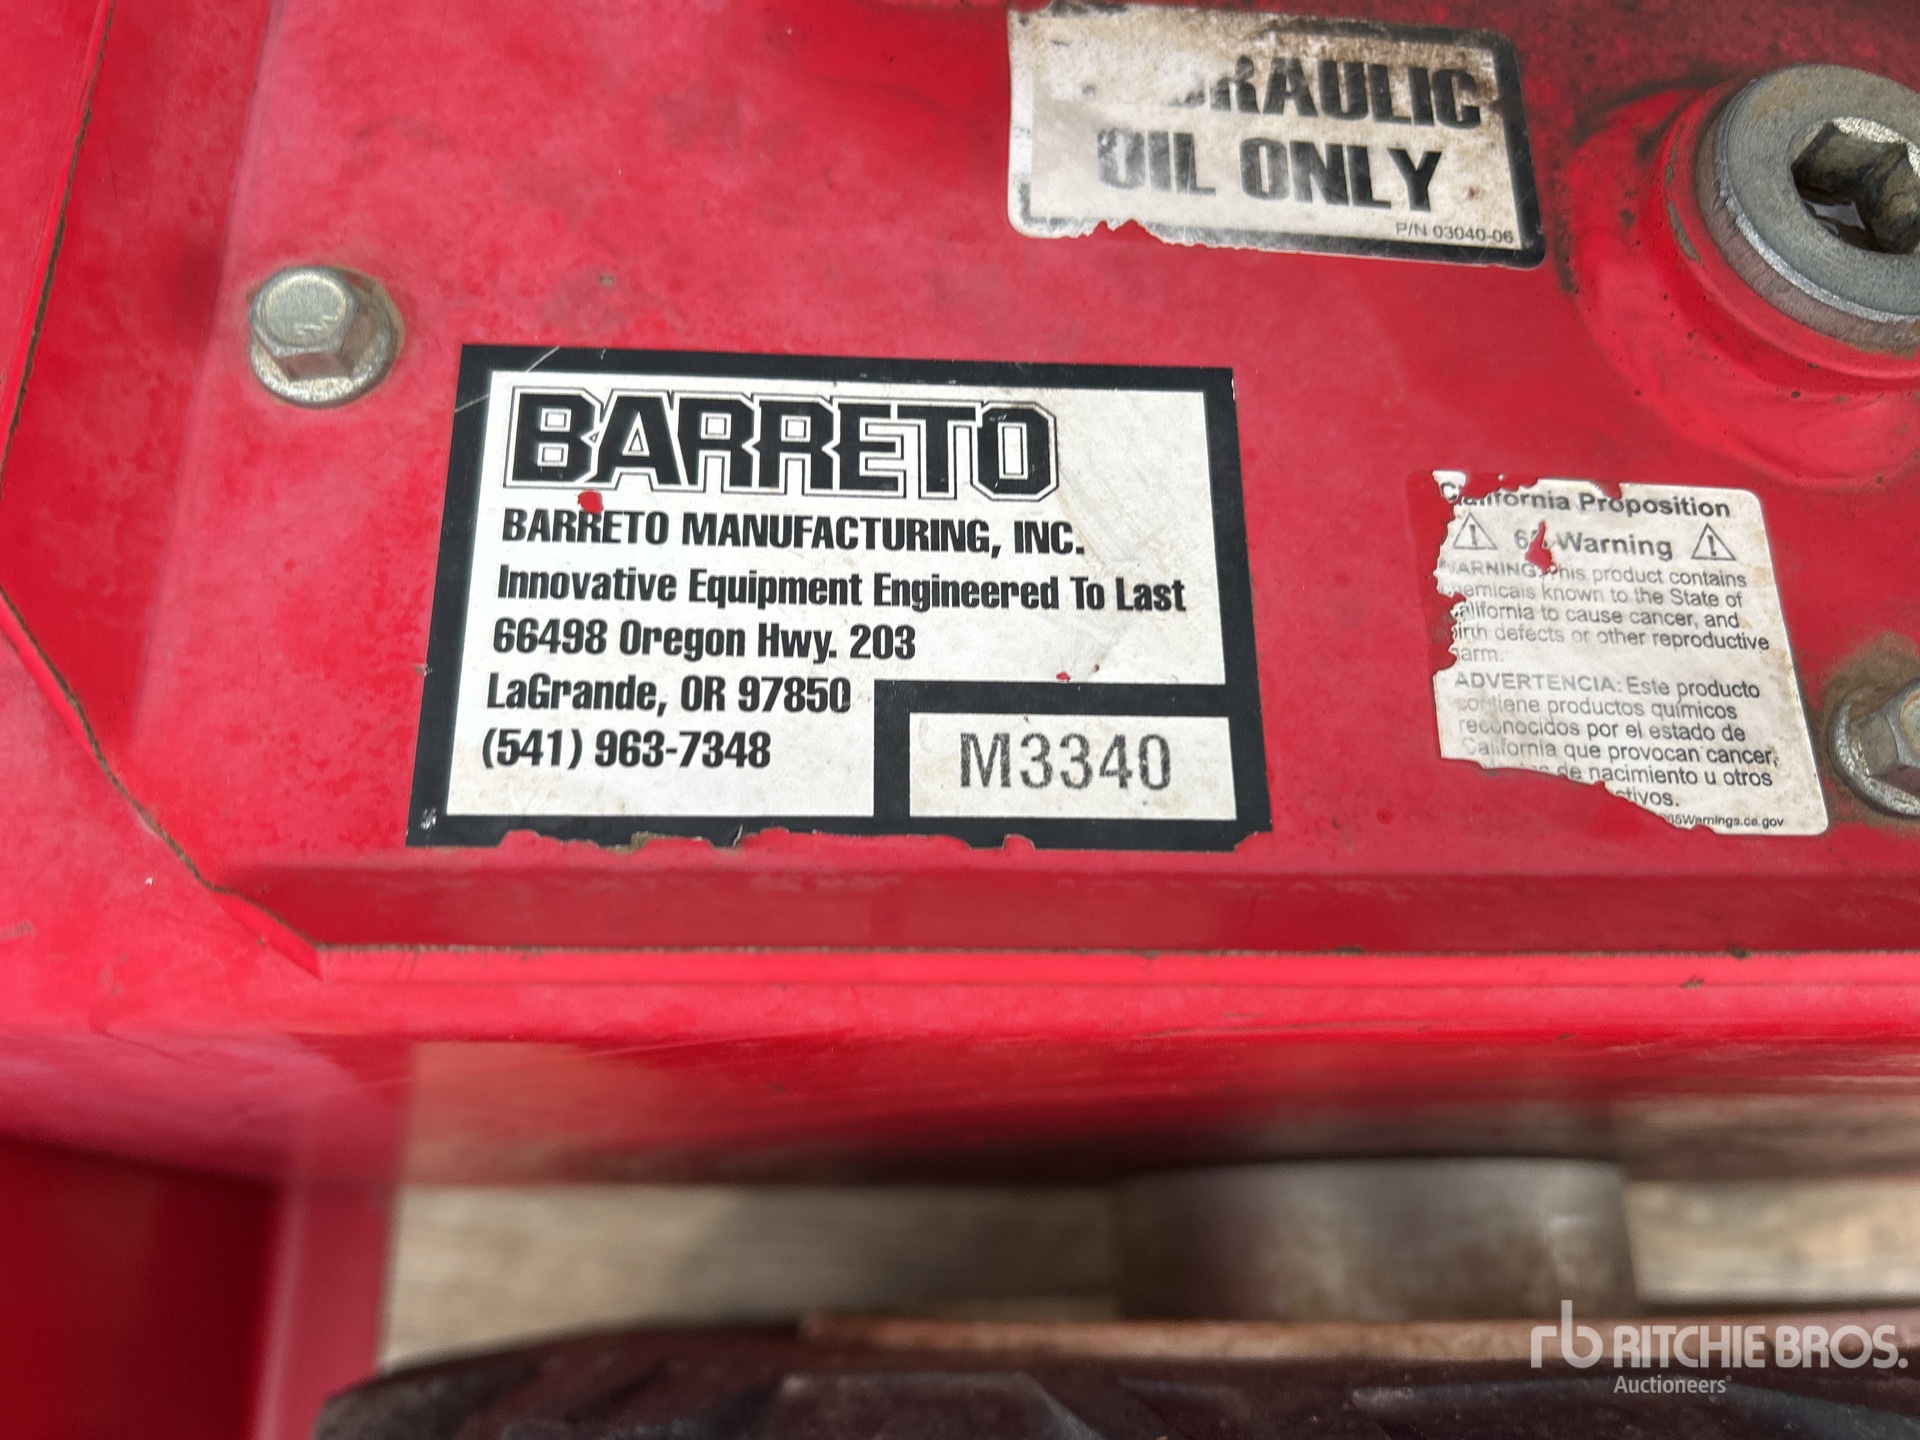 OIL ONLY
P/N 03040-06
BARRETO
BARRETO MANUFACTURING, INC.
Innovative Equipment Engineered To Last
66498 Oregon Hwy. 203
LaGrande, OR 97850
(541) 963-7348
M3340
California Proposition
Warning
This product contains
known to the State of
to cause cancer, and
defects or other reproductive
ADVERTENCIA: Este producto
contiene productos químicos
reconocidos por el estado de
California que provocan cancer,
de nacimiento u otros
rb RITCHIE BROS.
Auctioneers